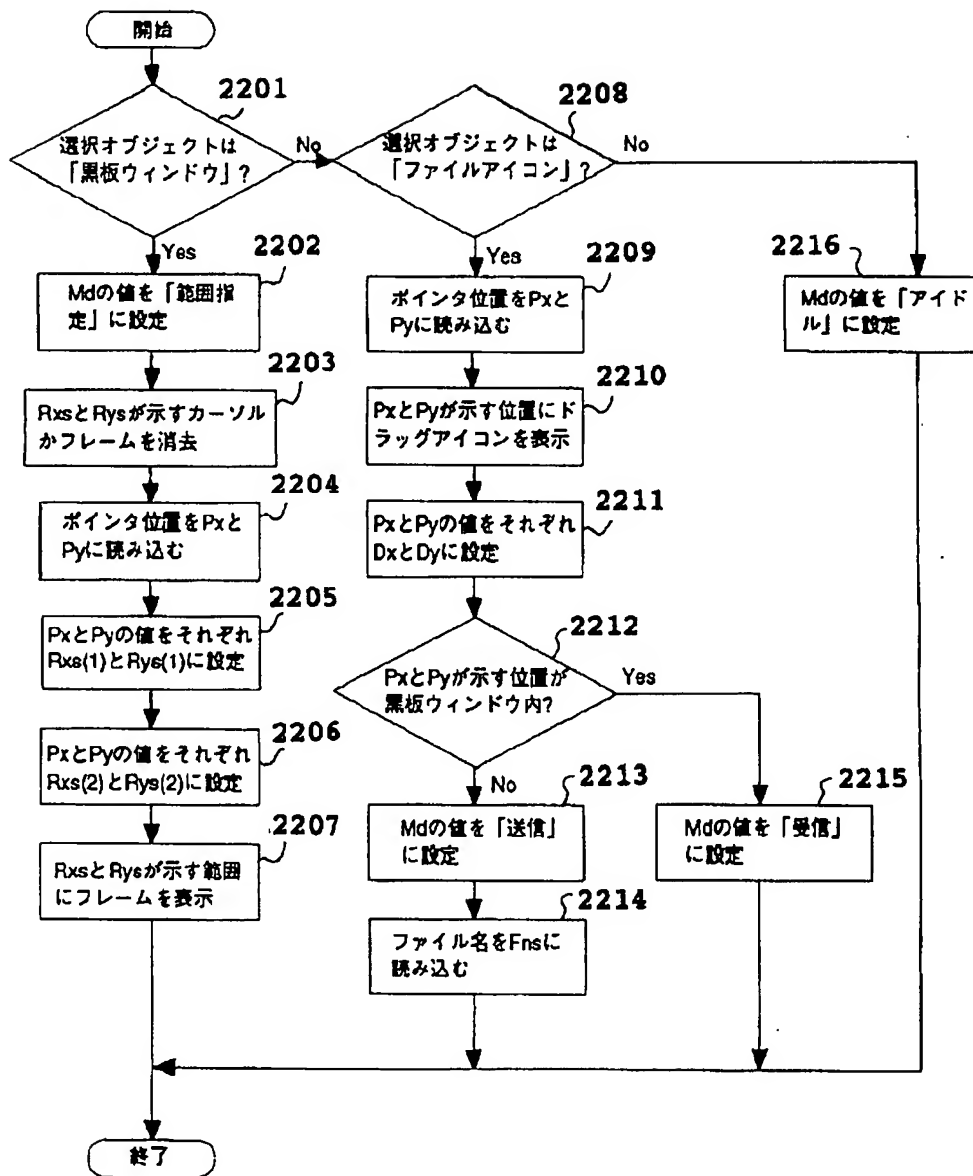 開始
2201
選択オブジェクトは
「黒板ウィンドウ」?
No
Yes
2202
Mdの値を「範囲指
定」に設定
2203
RxsとRysが示すカーソル
かフレームを消去
2204
ポインタ位置をPxと
Pyに読み込む
2205
PxとPyの値をそれぞれ
Rxs(1)とRys(1)に設定
2206
PxとPyの値をそれぞれ
Rxs(2)とRys(2)に設定
2207
RxsとRysが示す範囲
にフレームを表示
2208
選択オブジェクトは
「ファイルアイコン」?
No
Yes
2209
ポインタ位置をPxと
Pyに読み込む
2210
PxとPyが示す位置にド
ラッグアイコンを表示
2211
PxとPyの値をそれぞれ
DxとDyに設定
2212
PxとPyが示す位置が
黒板ウィンドウ内?
Yes
No
2213
Mdの値を「送信」
に設定
2214
ファイル名をFnsに
読み込む
2215
Mdの値を「受信」
に設定
2216
Mdの値を「アイド
ル」に設定
終了